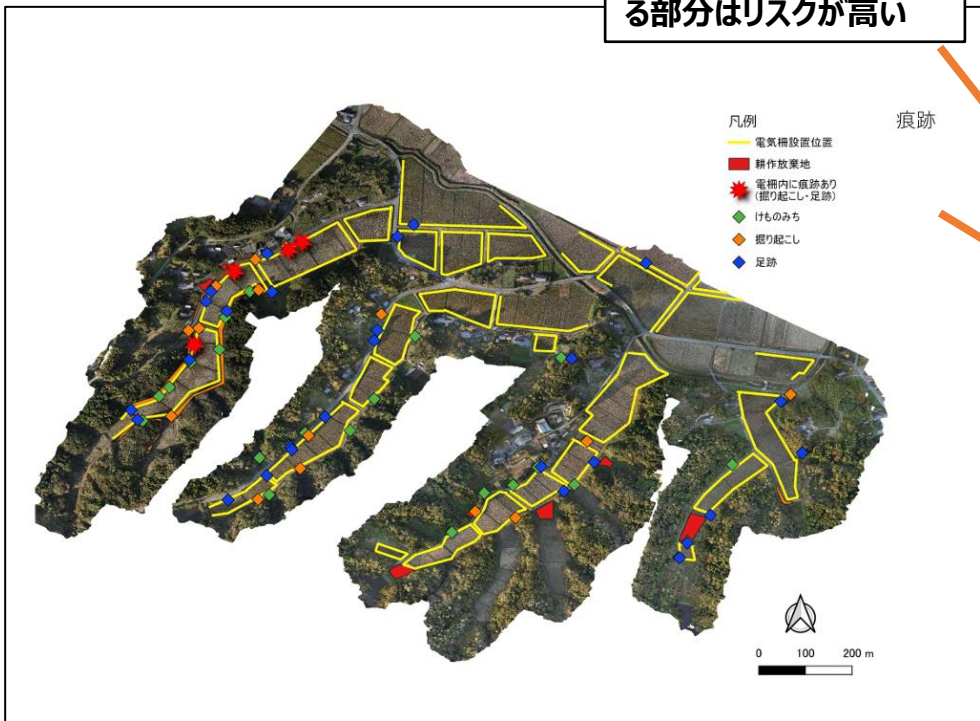 る部分はリスクが高い
痕跡
凡例
電気柵設置位置
耕作放棄地
電柵内に痕跡あり
(掘り起こし・足跡)
けものみち
掘り起こし
足跡
0 100 200 m